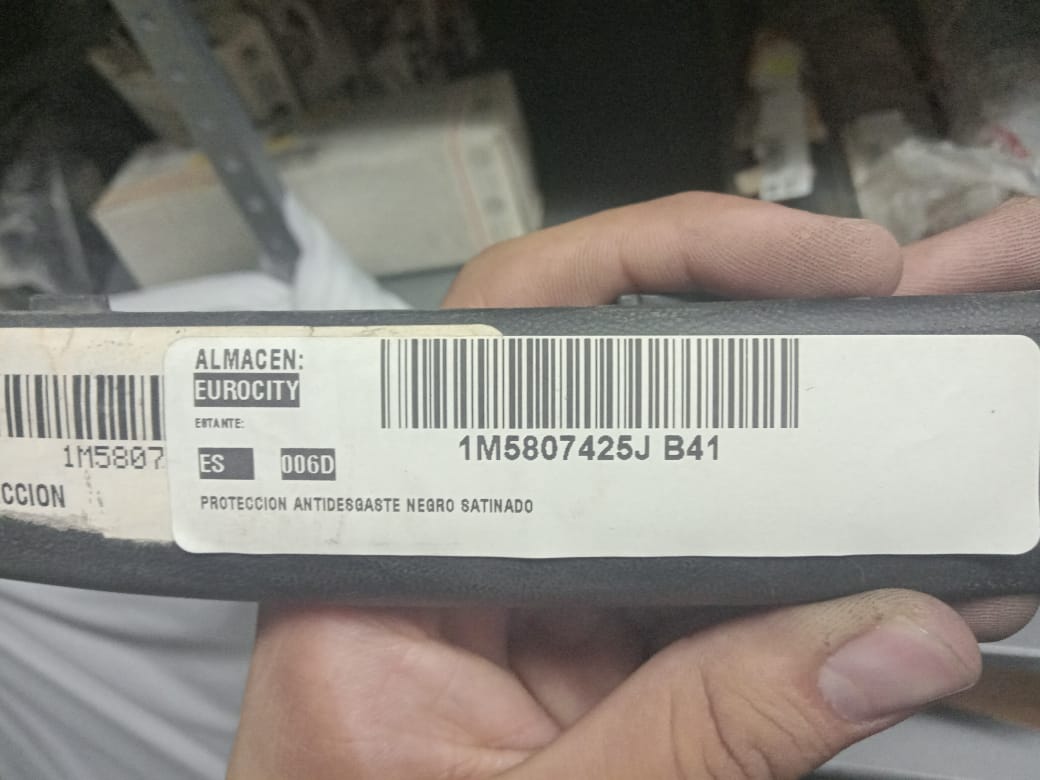 ALMACEN:
EUROCITY
ESTANTE:
ES 006D
1M5807425J B41
PROTECCION ANTIDESGASTE NEGRO SATINADO
1M5807
CCION